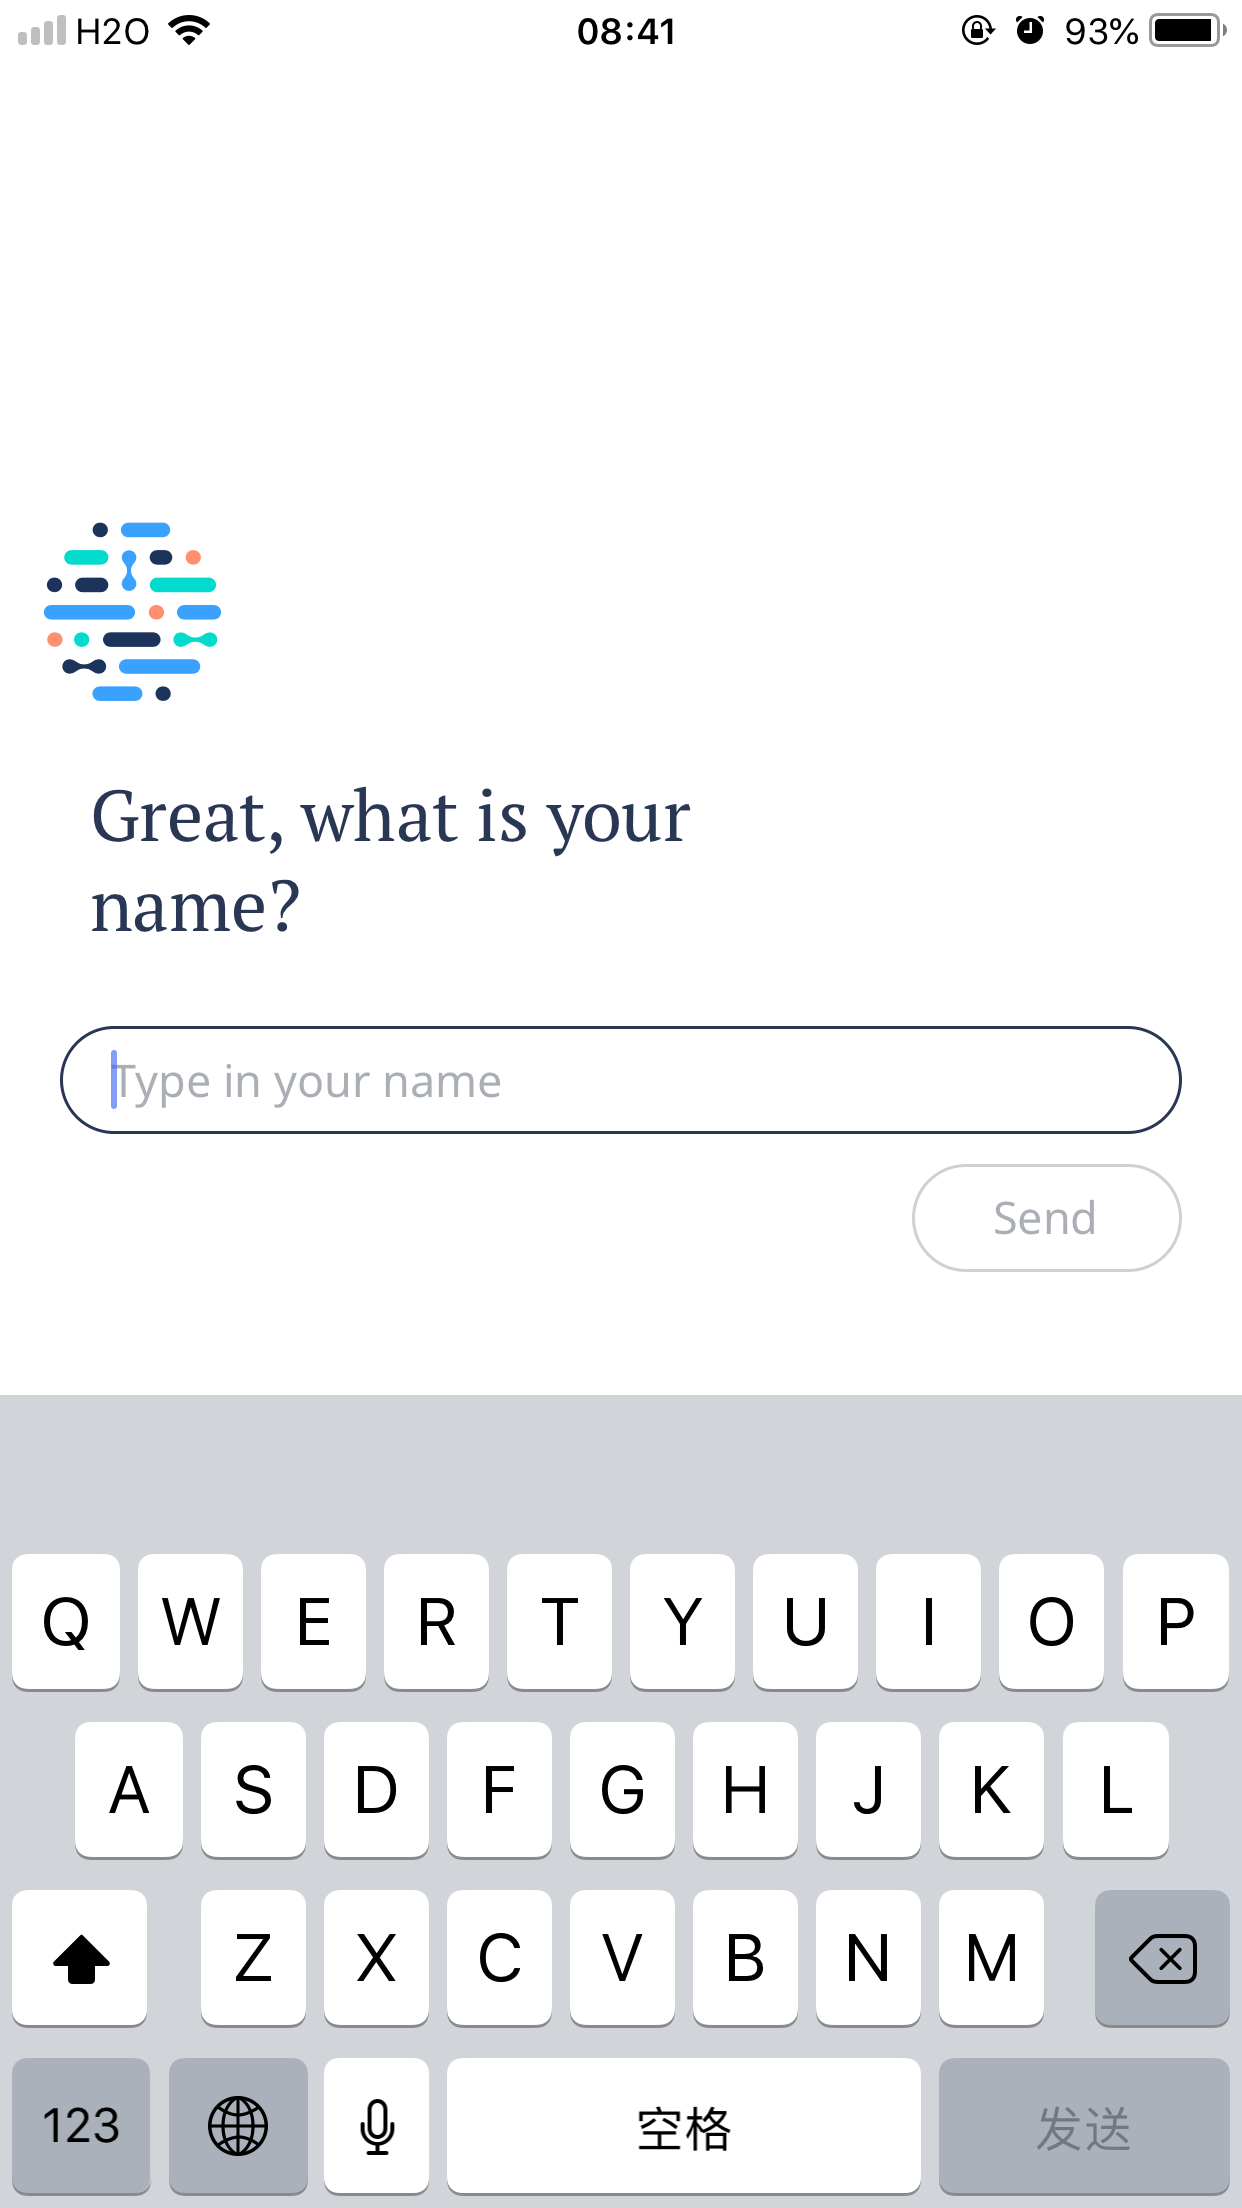 H2O 08:41 93%
Great, what is your
name?
Type in your name
Send
Q W E R T Y U I O P
A S D F G H J K L
Z X C V B N M
123 空格 发送